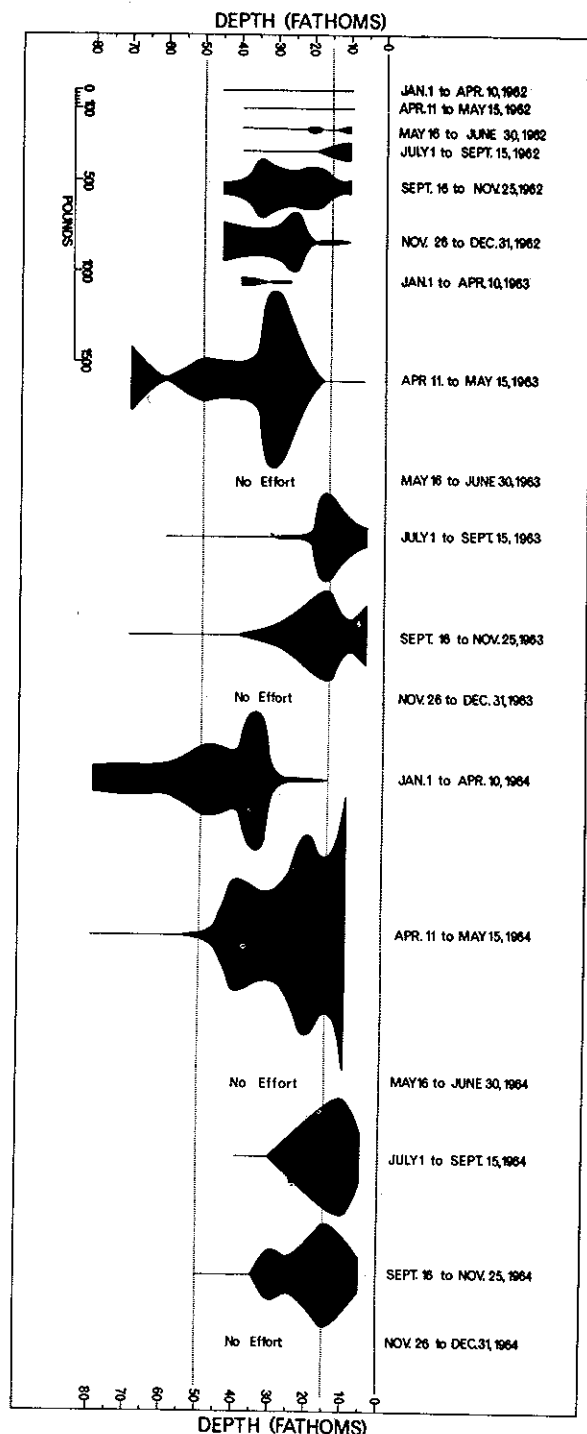 DEPTH (FATHOMS)
80 70 60 50 40 30 20 10 0
0
100
500
1000
1500
POUNDS
JAN.1 to APR.10,1962
APR.11 to MAY 15,1962
MAY 16 to JUNE 30,1962
JULY 1 to SEPT. 15,1962
SEPT. 16 to NOV.25,1962
NOV. 26 to DEC.31,1962
JAN.1 to APR.10,1963
APR 11. to MAY 15,1963
No Effort MAY 16 to JUNE 30,1963
JULY 1 to SEPT. 15,1963
SEPT. 16 to NOV.25,1963
No Effort NOV. 26 to DEC. 31,1963
JAN.1 to APR.10,1964
APR. 11 to MAY 15,1964
No Effort MAY 16 to JUNE 30,1964
JULY 1 to SEPT. 15,1964
SEPT. 16 to NOV. 25,1964
No Effort NOV. 26 to DEC.31,1964
80 70 60 50 40 30 20 10 0
DEPTH (FATHOMS)